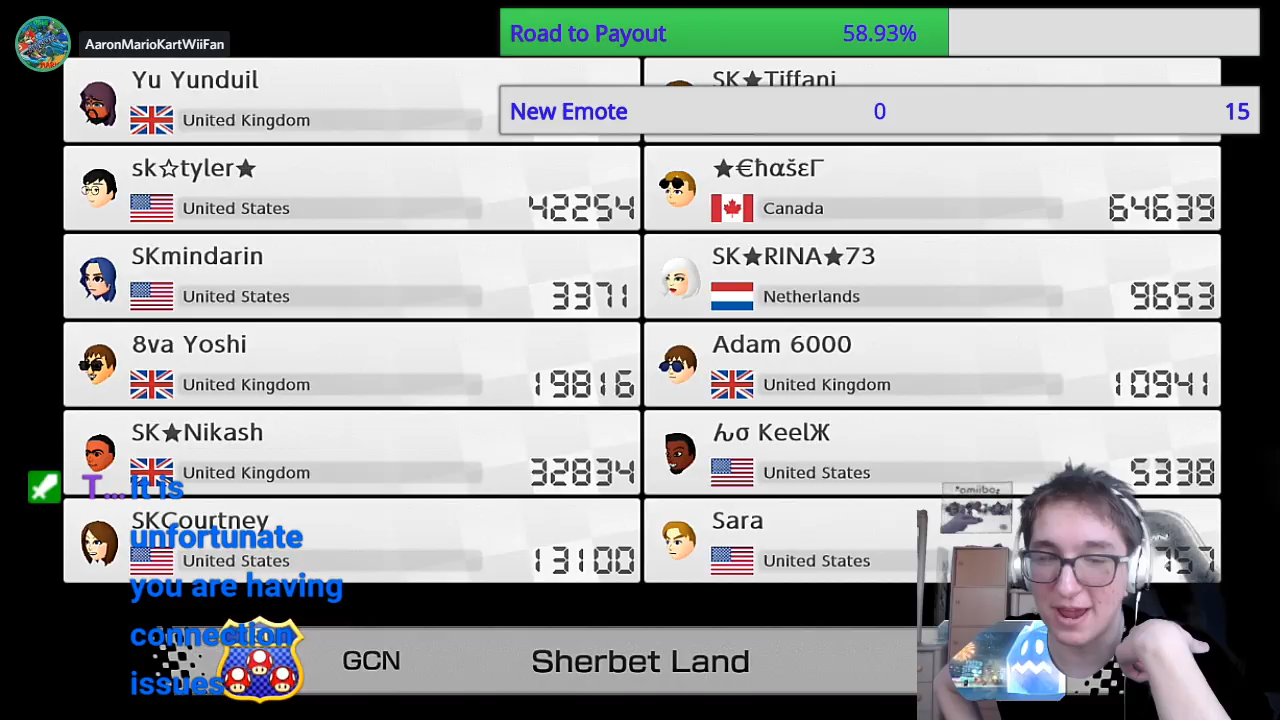 AaronMarioKartWiiFan
Road to Payout 58.93%
New Emote 0 15
Yu Yunduil
United Kingdom
SK★Tiffani
sk☆tyler★
United States 42254
★€ħαšεΓ
Canada 64639
SKmindarin
United States 3371
SK★RINA★73
Netherlands 9653
8va Yoshi
United Kingdom 19816
Adam 6000
United Kingdom 10941
SK★Nikash
United Kingdom 32834
KeelЖ
United States 5338
SKCourtney
United States 13100
Sara
United States 757
T... it is
unfortunate
you are having
connection
issues
*amiibo*
GCN Sherbet Land